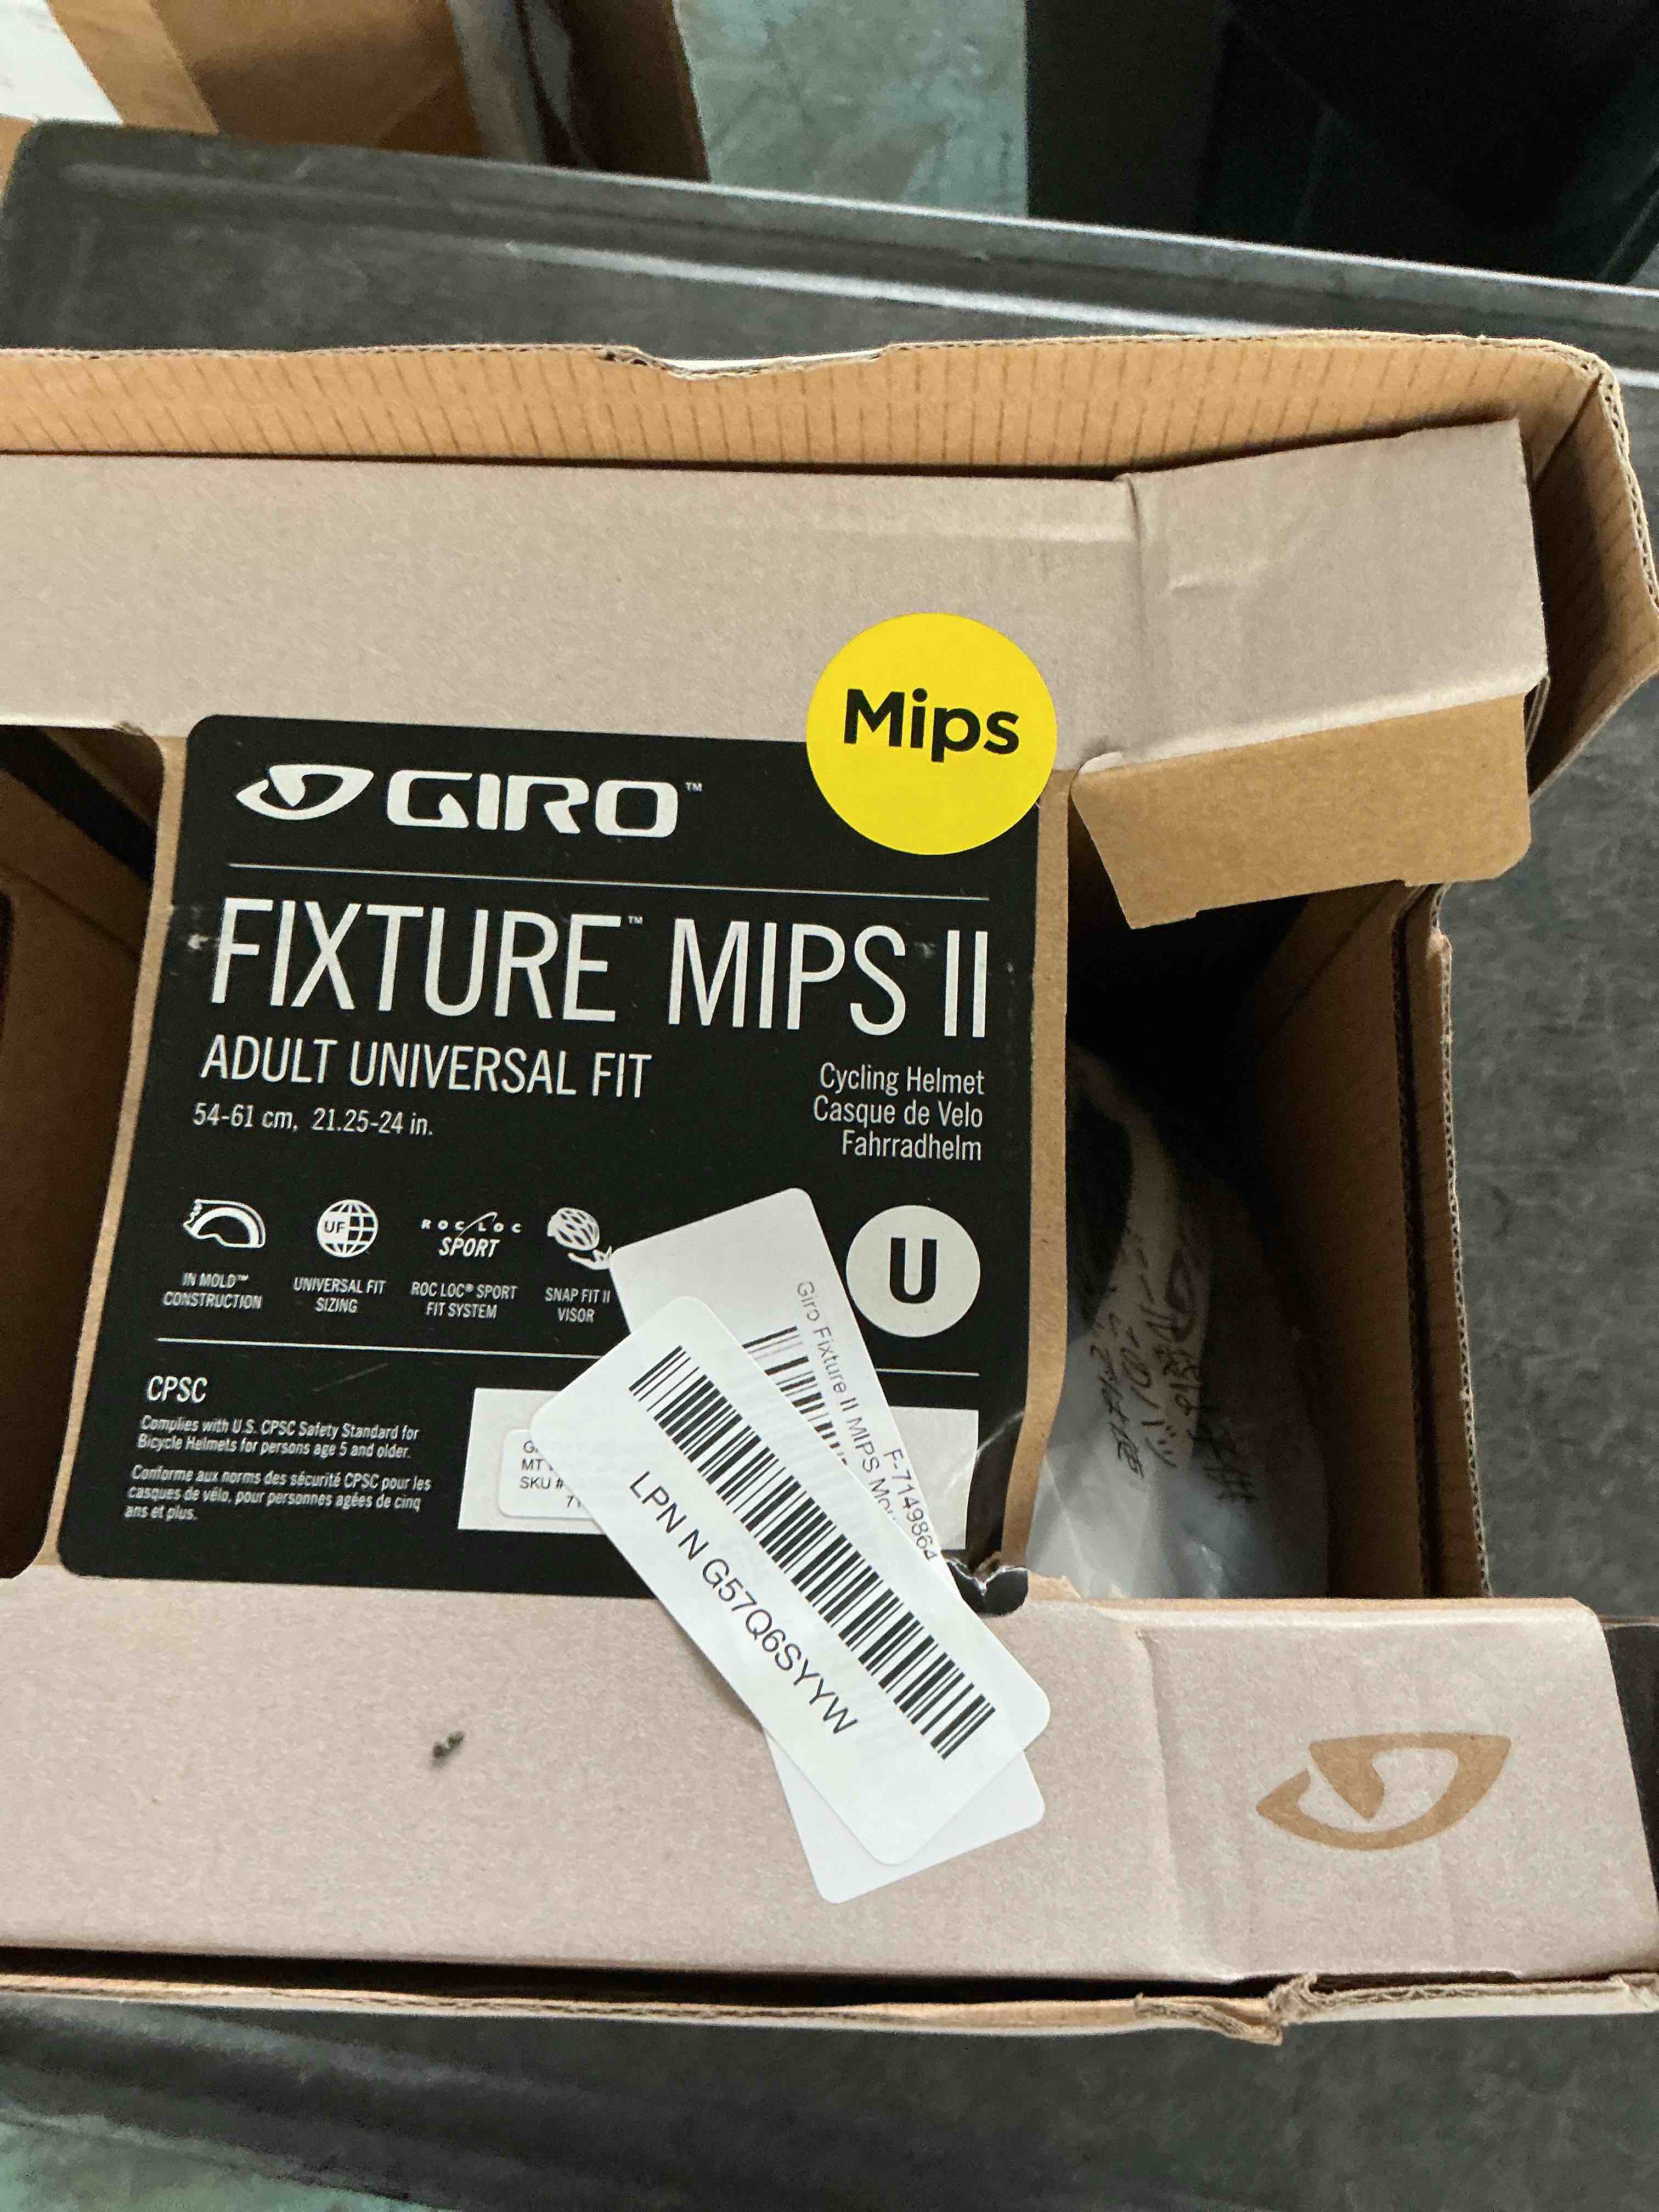 Mips
GIRO™
FIXTURE™ MIPS II
ADULT UNIVERSAL FIT
54-61 cm, 21.25-24 in.
Cycling Helmet
Casque de Velo
Fahrradhelm
IN MOLD™
CONSTRUCTION
UF
UNIVERSAL FIT
SIZING
ROC LOC
SPORT
ROC LOC® SPORT
FIT SYSTEM
SNAP FIT II
VISOR
U
CPSC
Complies with U.S. CPSC Safety Standard for
Bicycle Helmets for persons age 5 and older.
Conforme aux norms des sécurité CPSC pour les
casques de vélo, pour personnes agées de cinq
ans et plus.
MT
SKU #
Giro Fixture II MIPS
F-7149864
LPN N G57Q6SYYW